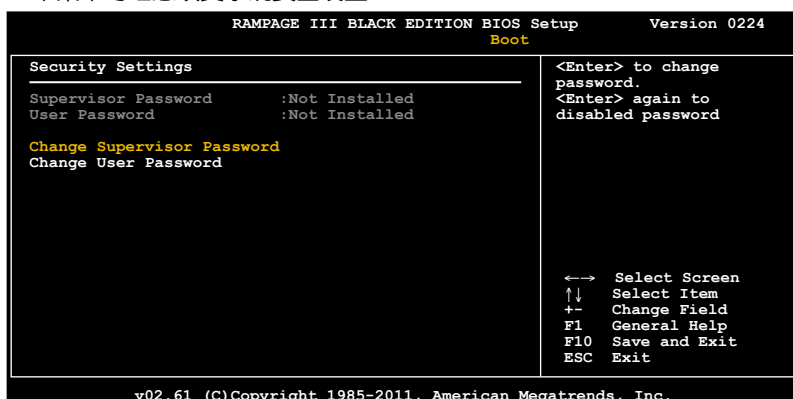 RAMPAGE III BLACK EDITION BIOS Setup Version 0224
Boot
Security Settings
Supervisor Password :Not Installed
User Password :Not Installed
Change Supervisor Password
Change User Password
<Enter> to change
password.
<Enter> again to
disabled password
←→ Select Screen
↑↓ Select Item
+- Change Field
F1 General Help
F10 Save and Exit
ESC Exit
v02.61 (C)Copyright 1985-2011, American Megatrends, Inc.